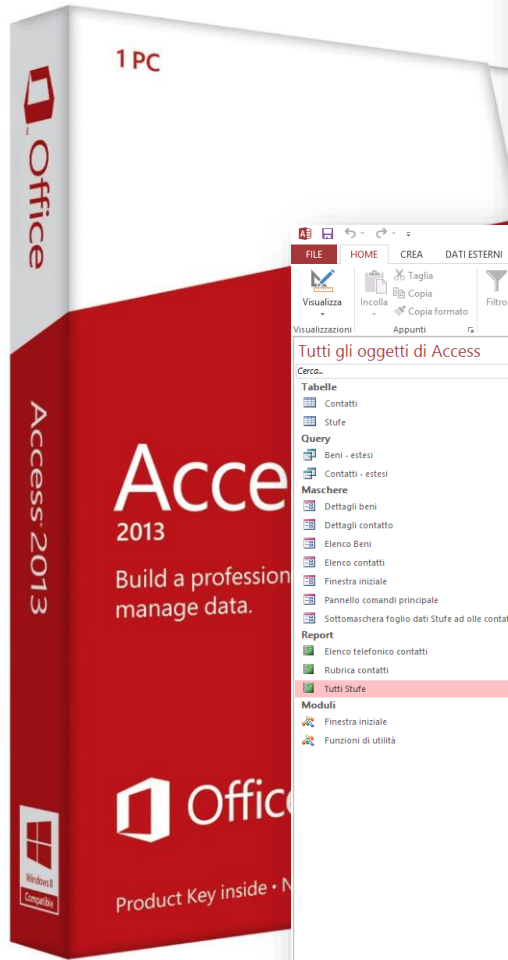 1 PC
Office
Access 2013
Windows 8
Compatible
Acce
2013
Build a profession
manage data.
Offic
Product Key inside • N
FILE HOME CREA DATI ESTERNI
Visualizza
Incolla
Taglia
Copia
Copia formato
Filtro
Visualizzazioni Appunti
Tutti gli oggetti di Access
Cerca...
Tabelle
Contatti
Stufe
Query
Beni - estesi
Contatti - estesi
Maschere
Dettagli beni
Dettagli contatto
Elenco Beni
Elenco contatti
Finestra iniziale
Pannello comandi principale
Sottomaschera foglio dati Stufe ad olle contat
Report
Elenco telefonico contatti
Rubrica contatti
Tutti Stufe
Moduli
Finestra iniziale
Funzioni di utilità